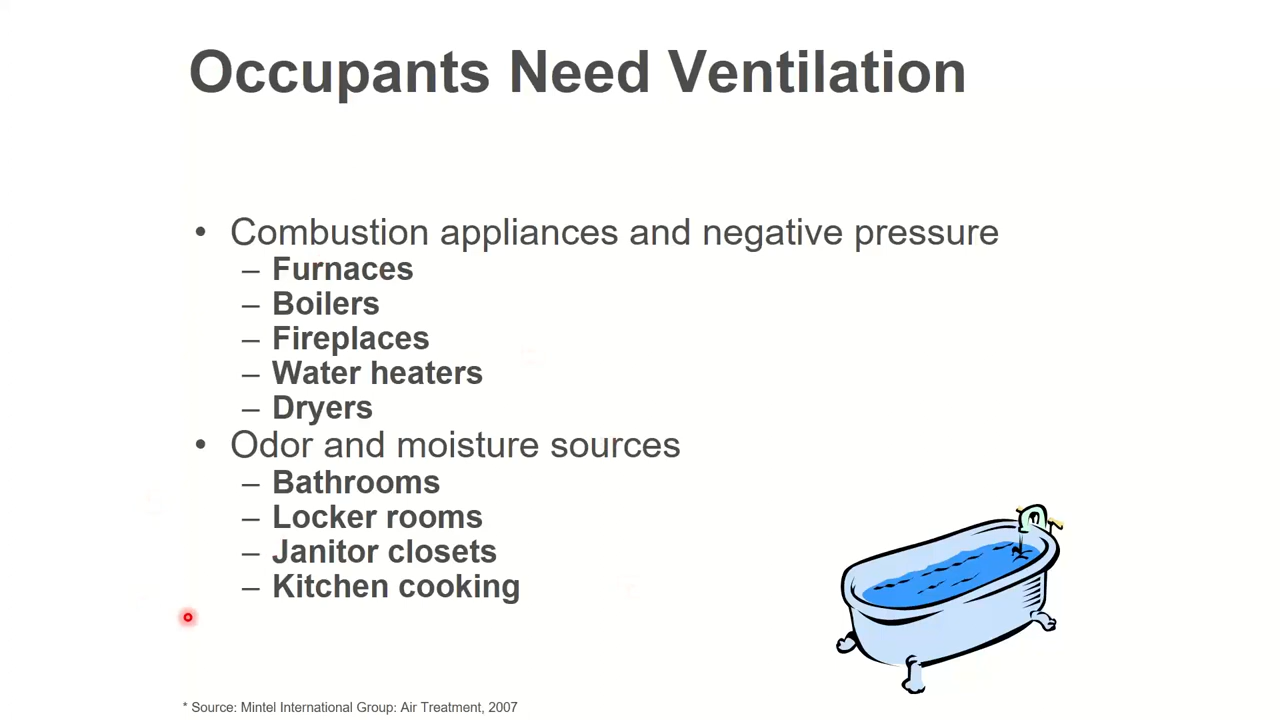 Occupants Need Ventilation
• Combustion appliances and negative pressure
– Furnaces
– Boilers
– Fireplaces
– Water heaters
– Dryers
• Odor and moisture sources
– Bathrooms
– Locker rooms
– Janitor closets
– Kitchen cooking
* Source: Mintel International Group: Air Treatment, 2007